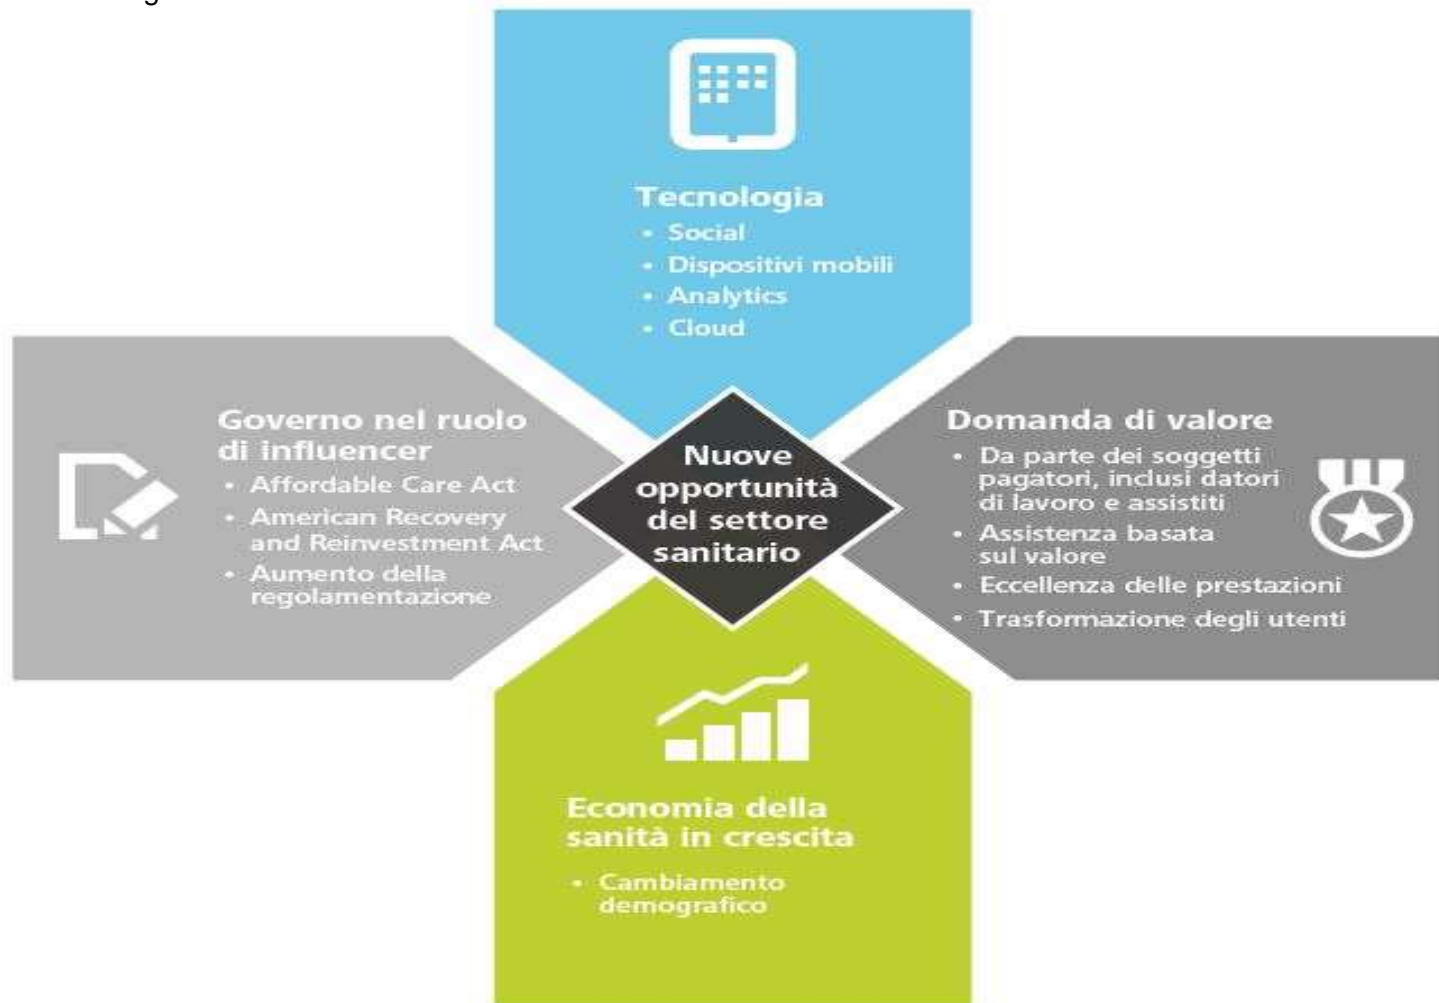 Tecnologia
• Social
• Dispositivi mobili
• Analytics
• Cloud
Governo nel ruolo
di influencer
• Affordable Care Act
• American Recovery
and Reinvestment Act
• Aumento della
regolamentazione
Nuove
opportunità
del settore
sanitario
Domanda di valore
• Da parte dei soggetti
pagatori, inclusi datori
di lavoro e assistiti
• Assistenza basata
sul valore
• Eccellenza delle prestazioni
• Trasformazione degli utenti
Economia della
sanità in crescita
• Cambiamento
demografico